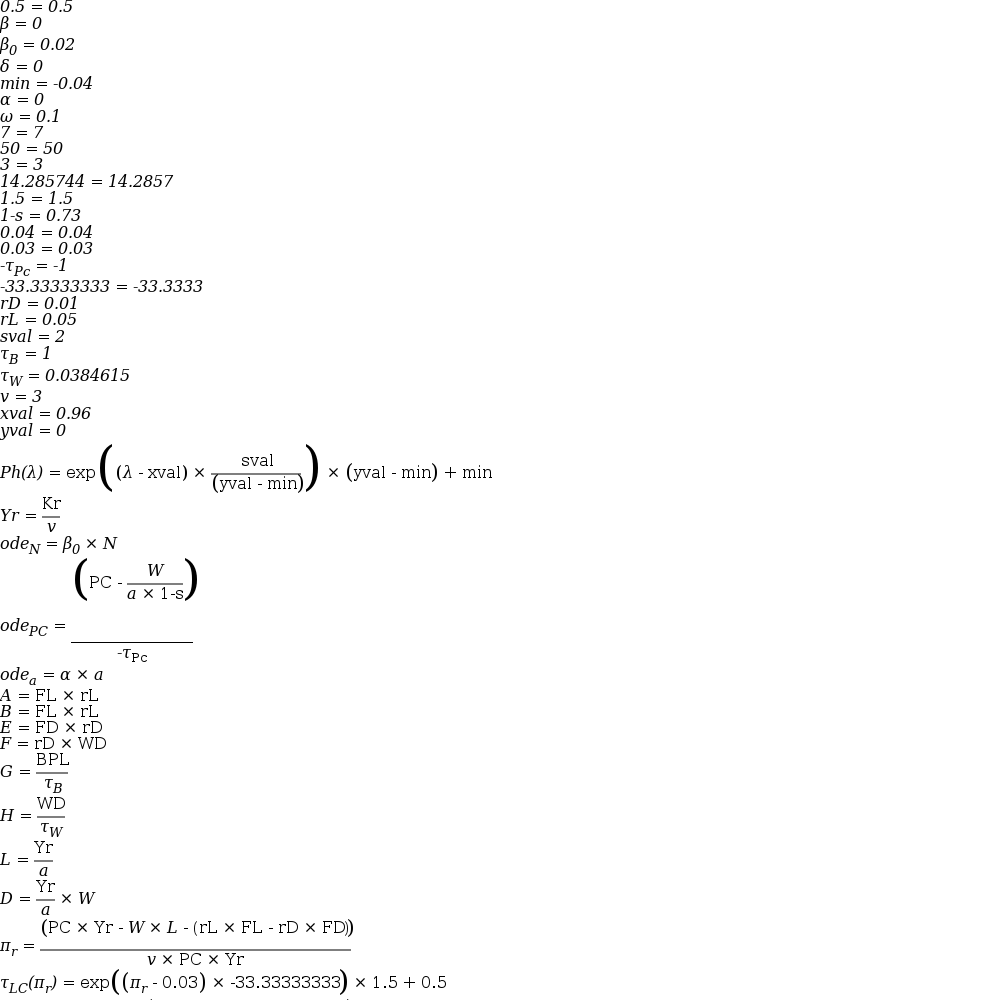 0.5 = 0.5
β = 0
β0 = 0.02
δ = 0
min = -0.04
α = 0
ω = 0.1
7 = 7
50 = 50
3 = 3
14.285744 = 14.2857
1.5 = 1.5
1-s = 0.73
0.04 = 0.04
0.03 = 0.03
-τPc = -1
-33.33333333 = -33.3333
rD = 0.01
rL = 0.05
sval = 2
τB = 1
τW = 0.0384615
v = 3
xval = 0.96
yval = 0
Ph(λ) = exp((λ - xval) × sval/(yval - min)) × (yval - min) + min
Yr = Kr/v
odeN = β0 × N
odePC = (PC - W/(a × 1-s))/-τPc
odea = α × a
A = FL × rL
B = FL × rL
E = FD × rD
F = rD × WD
G = BPL/τB
H = WD/τW
L = Yr/a
D = Yr/a × W
πr = (PC × Yr - W × L - (rL × FL - rD × FD))/v × PC × Yr
τLC(πr) = exp((πr - 0.03) × -33.33333333) × 1.5 + 0.5